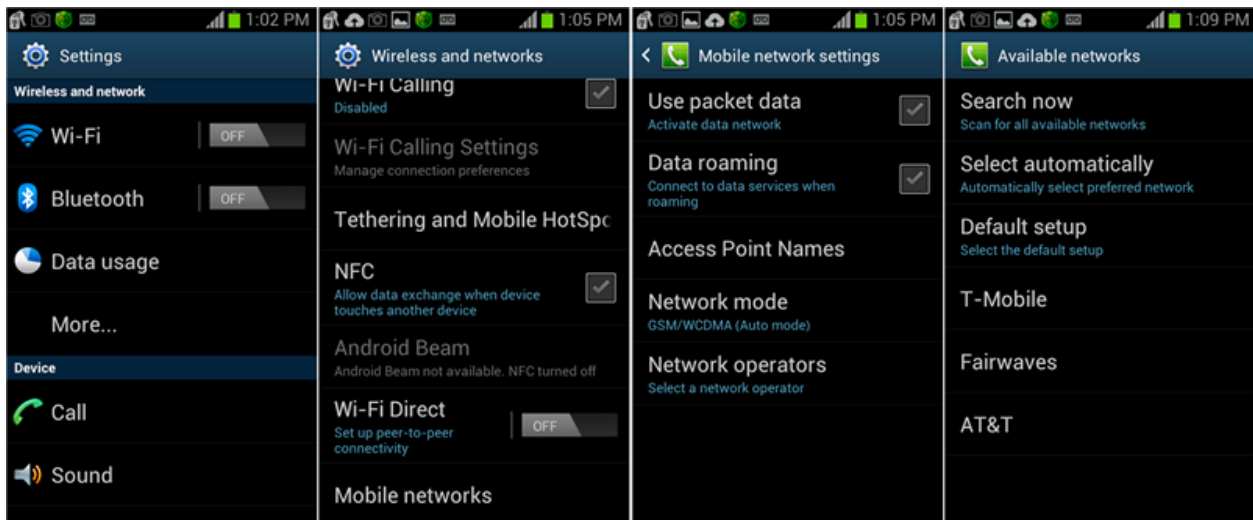 1:02 PM
Settings
Wireless and network
Wi-Fi
OFF
Bluetooth
OFF
Data usage
More...
Device
Call
Sound
1:05 PM
Wireless and networks
Wi-Fi Calling
Disabled
Wi-Fi Calling Settings
Manage connection preferences
Tethering and Mobile HotSpo
NFC
Allow data exchange when device
touches another device
Android Beam
Android Beam not available. NFC turned off
Wi-Fi Direct
Set up peer-to-peer
connectivity
OFF
Mobile networks
1:05 PM
Mobile network settings
Use packet data
Activate data network
Data roaming
Connect to data services when
roaming
Access Point Names
Network mode
GSM/WCDMA (Auto mode)
Network operators
Select a network operator
1:09 PM
Available networks
Search now
Scan for all available networks
Select automatically
Automatically select preferred network
Default setup
Select the default setup
T-Mobile
Fairwaves
AT&T